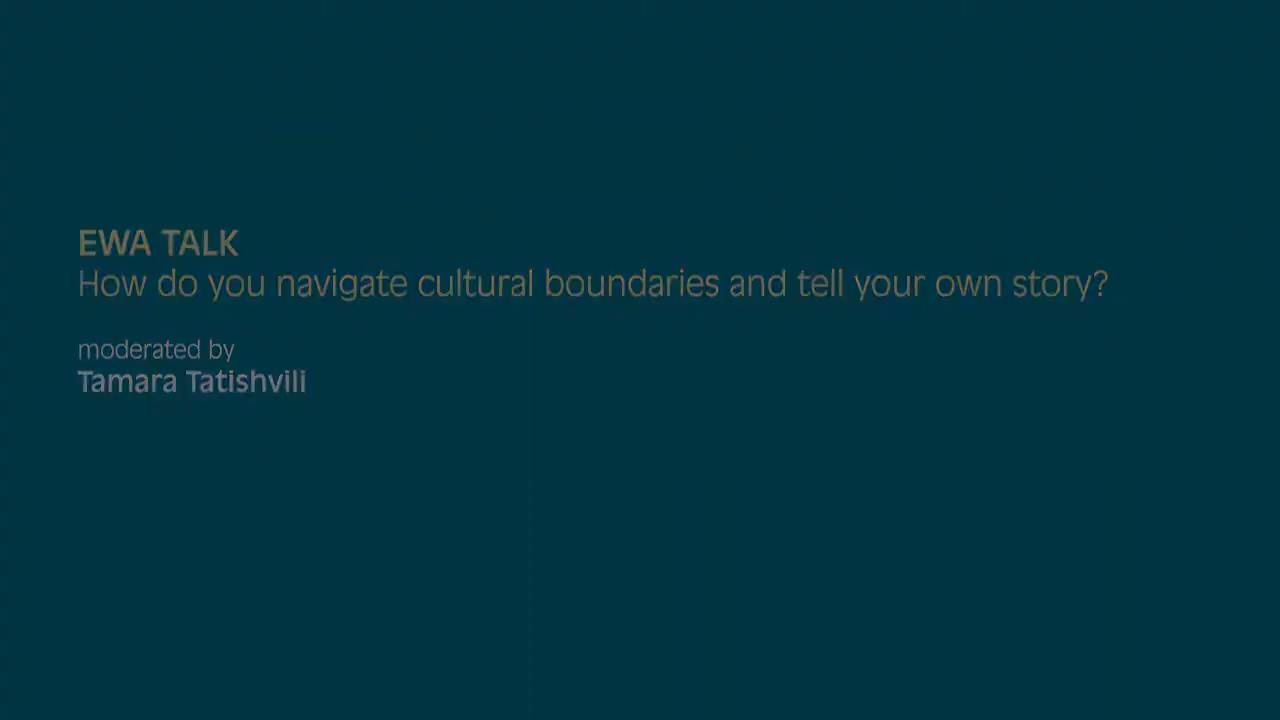 EWA TALK
How do you navigate cultural boundaries and tell your own story?
moderated by
Tamara Tatishvili